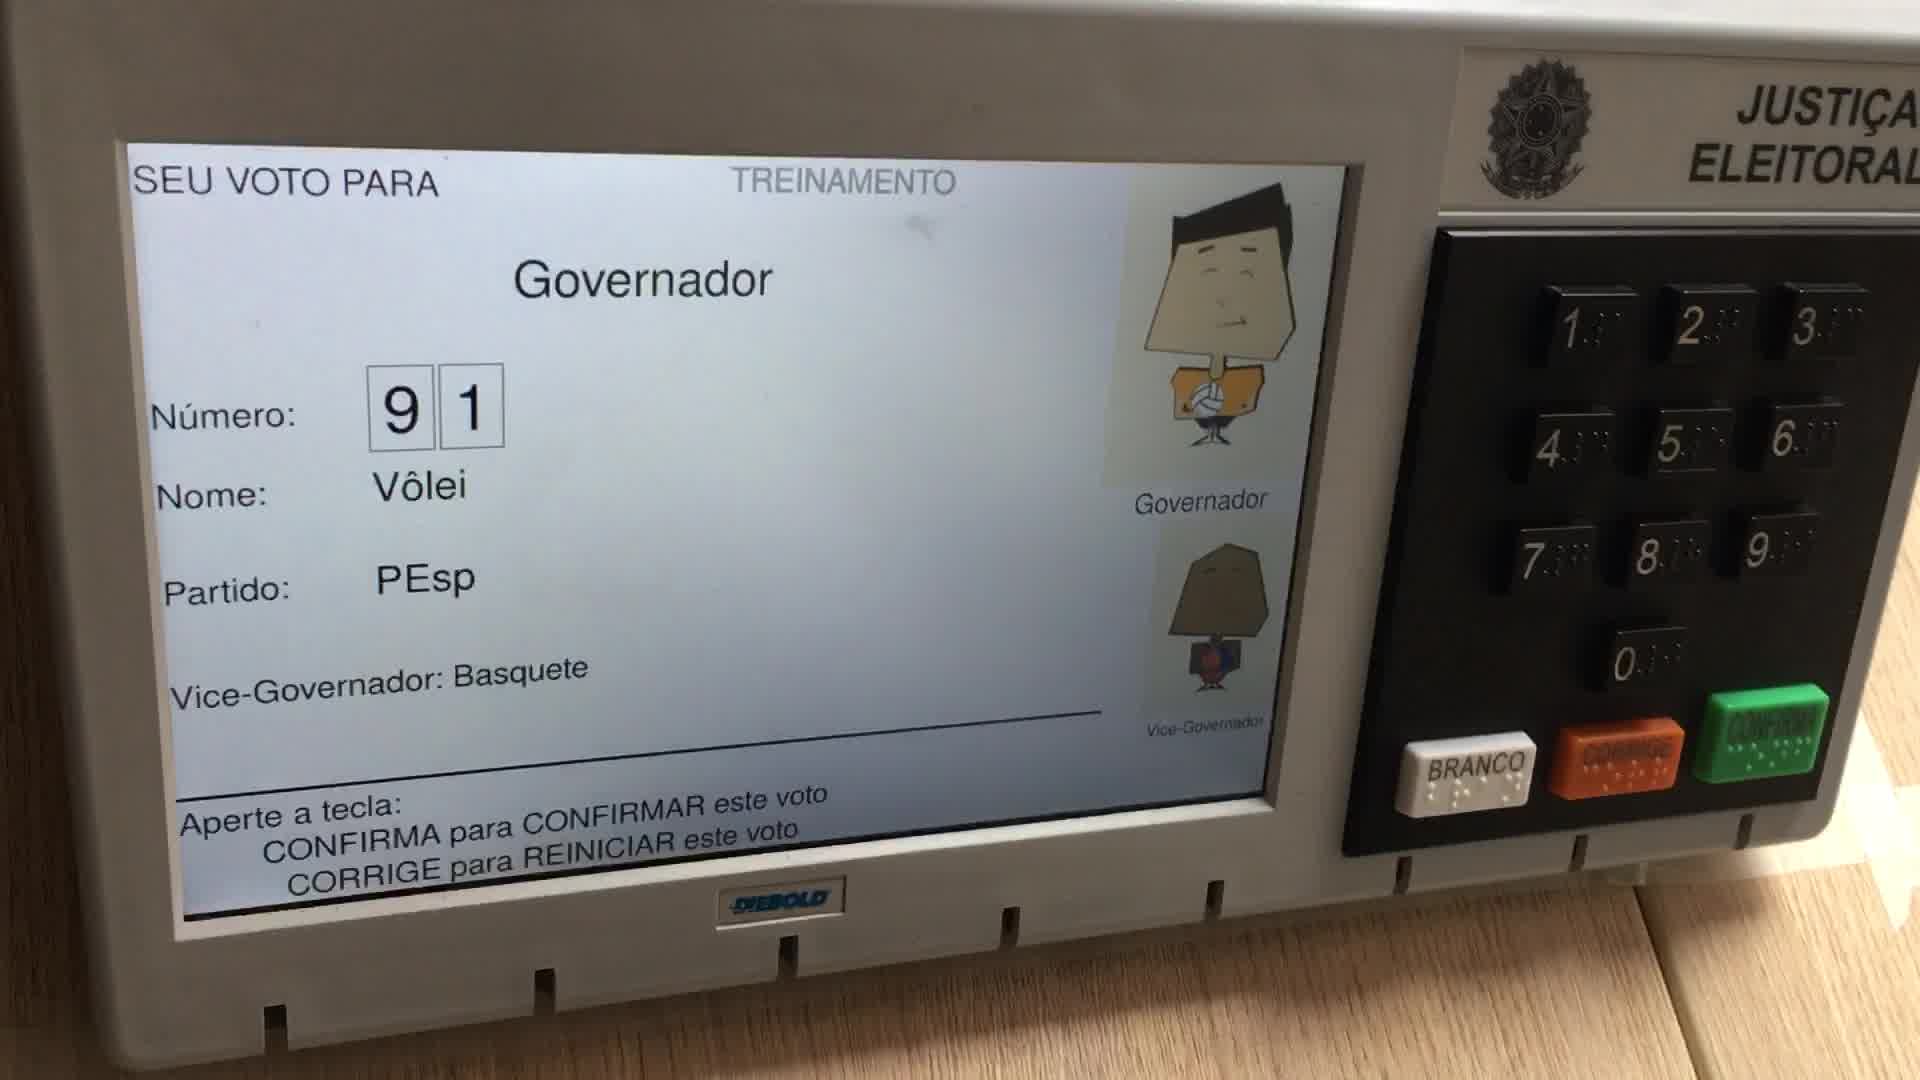 SEU VOTO PARA
TREINAMENTO
Governador
Número: 91
Nome: Vôlei
Partido: PEsp
Vice-Governador: Basquete
Aperte a tecla:
CONFIRMA para CONFIRMAR este voto
CORRIGE para REINICIAR este voto
Governador
Vice-Governador
DIEBOLD
JUSTIÇA
ELEITORAL
1 2 3
4 5 6
7 8 9
0
BRANCO CORRIGE CONFIRMA